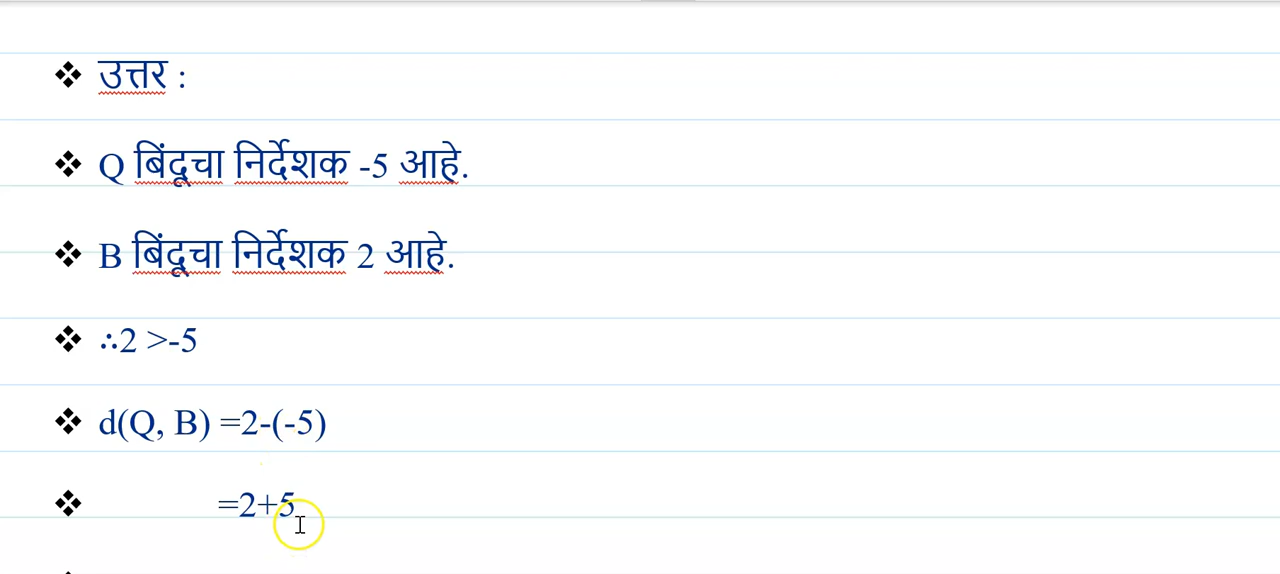 ❖ उत्तर :
❖ Q बिंदूचा निर्देशक -5 आहे.
❖ B बिंदूचा निर्देशक 2 आहे.
❖ ∴2 >-5
❖ d(Q, B) =2-(-5)
❖ =2+5